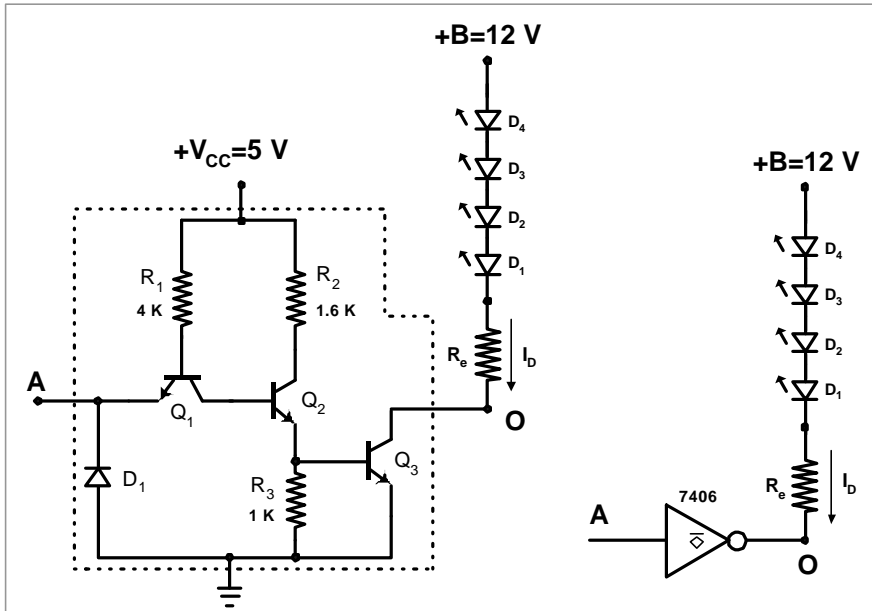 +B=12 V
D4
+VCC=5 V
D3
+B=12 V
D2
D4
R1
4 K
R2
1.6 K
D1
D3
Re
ID
D2
A
D1
Q1
Q2
O
D1
R3
1 K
Q3
7406
Re
ID
A
O